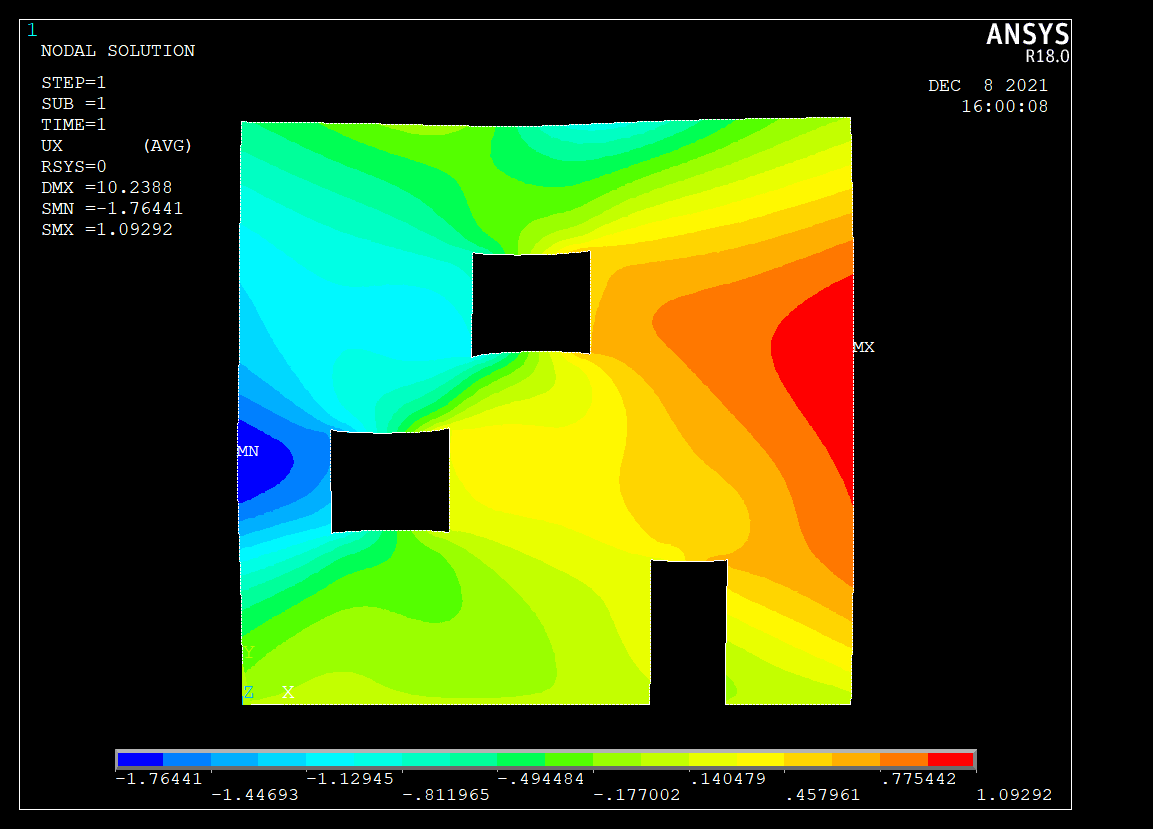 1
ANSYS
R18.0
NODAL SOLUTION
DEC 8 2021
16:00:08
STEP=1
SUB =1
TIME=1
UX (AVG)
RSYS=0
DMX =10.2388
SMN =-1.76441
SMX =1.09292
MX
MN
Y
Z X
-1.76441 -1.12945 -.494484 .140479 .775442
-1.44693 -.811965 -.177002 .457961 1.09292